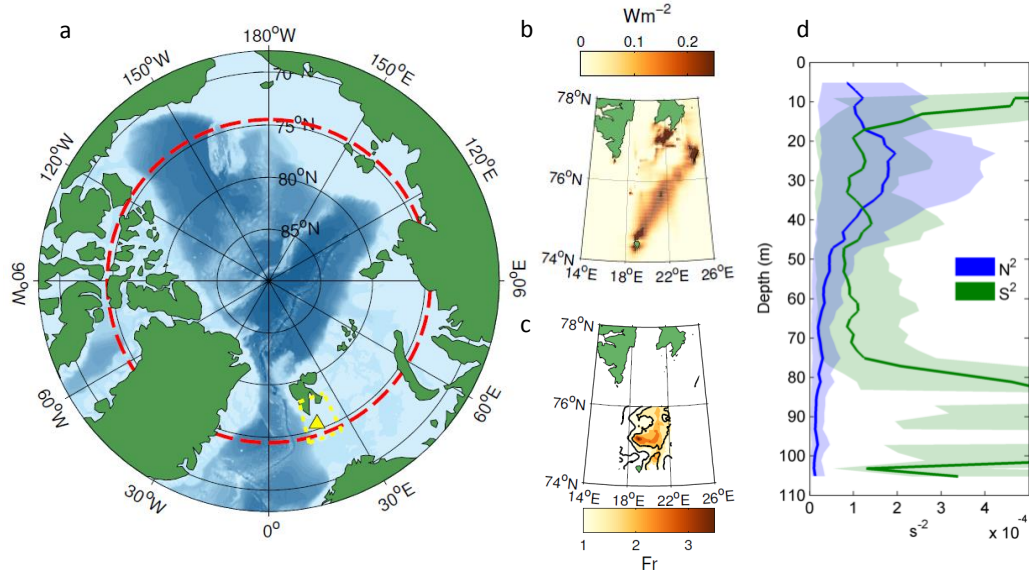 a
180°W
150°W
150°E
120°W
120°E
70°N
75°N
80°N
85°N
90°W
90°E
60°W
60°E
30°W
30°E
0°
b
Wm⁻²
0 0.1 0.2
78°N
76°N
74°N
14°E 18°E 22°E 26°E
c
78°N
76°N
74°N
14°E 18°E 22°E 26°E
1 2 3
Fr
d
0
10
20
30
40
50
60
70
80
90
100
110
Depth (m)
N²
S²
0 1 2 3 4 5
s⁻²
x 10⁻⁴